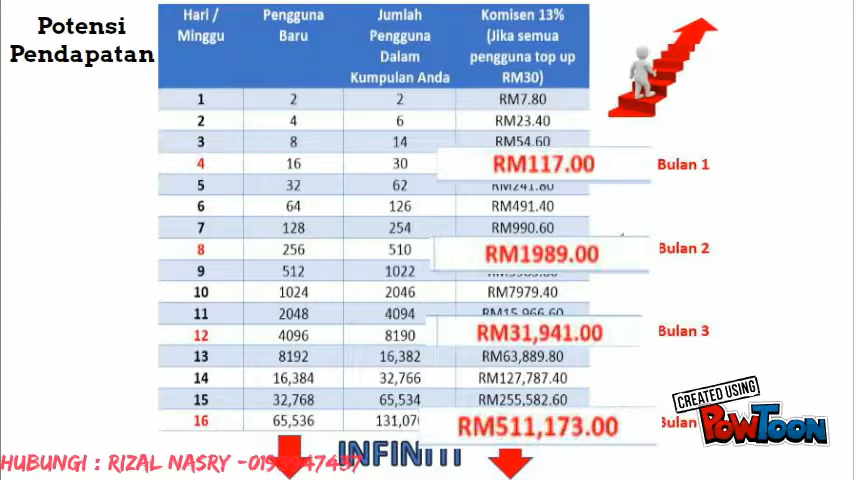 Potensi
Pendapatan
Hari / Minggu Pengguna Baru Jumlah Pengguna Dalam Kumpulan Anda Komisen 13% (Jika semua pengguna top up RM30)
1 2 2 RM7.80
2 4 6 RM23.40
3 8 14 RM54.60
4 16 30 RM117.00 Bulan 1
5 32 62 RM241.80
6 64 126 RM491.40
7 128 254 RM990.60
8 256 510 RM1989.00 Bulan 2
9 512 1022
10 1024 2046 RM7979.40
11 2048 4094 RM15,966.60
12 4096 8190 RM31,941.00 Bulan 3
13 8192 16,382 RM63,889.80
14 16,384 32,766 RM127,787.40
15 32,768 65,534 RM255,582.60
16 65,536 RM511,173.00 Bulan
CREATED USING
POWTOON
HUBUNGI : RIZAL NASRY